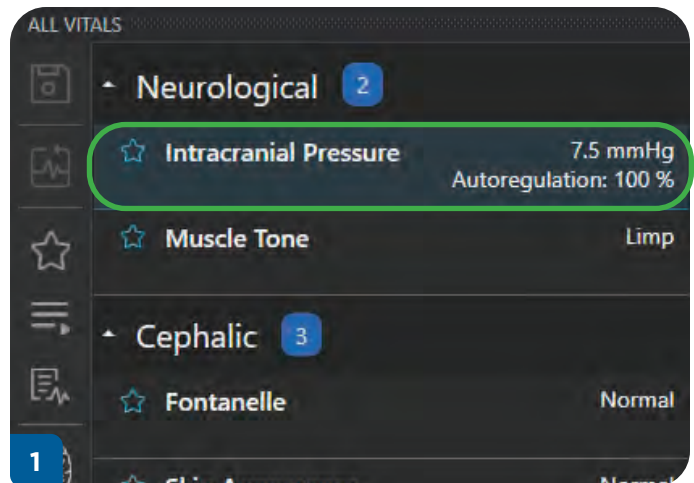 ALL VITALS
Neurological 2
Intracranial Pressure 7.5 mmHg
Autoregulation: 100 %
Muscle Tone Limp
Cephalic 3
Fontanelle Normal
1